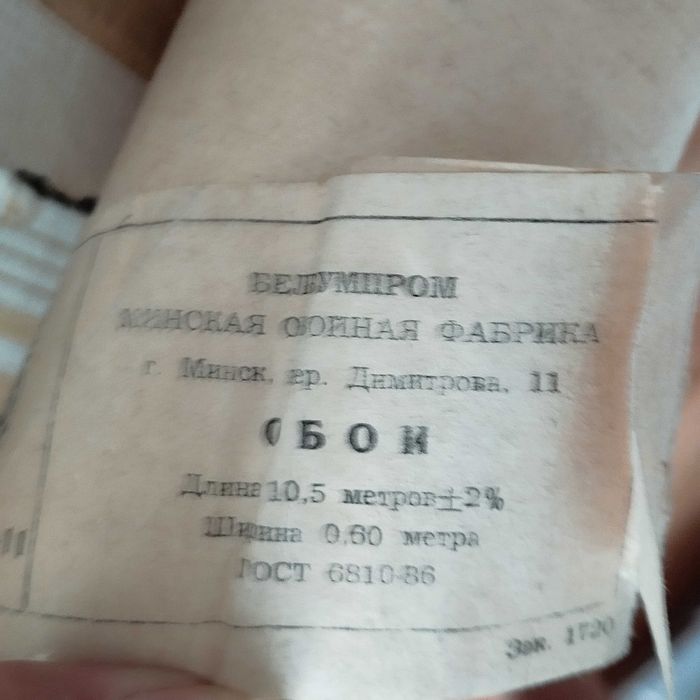 БЕЛБУМПРОМ
МИНСКАЯ ОБОЙНАЯ ФАБРИКА
г. Минск, пр. Димитрова, 11
ОБОИ
Длина 10,5 метров±2%
Ширина 0,60 метра
ГОСТ 6810-86
Зак. 1720